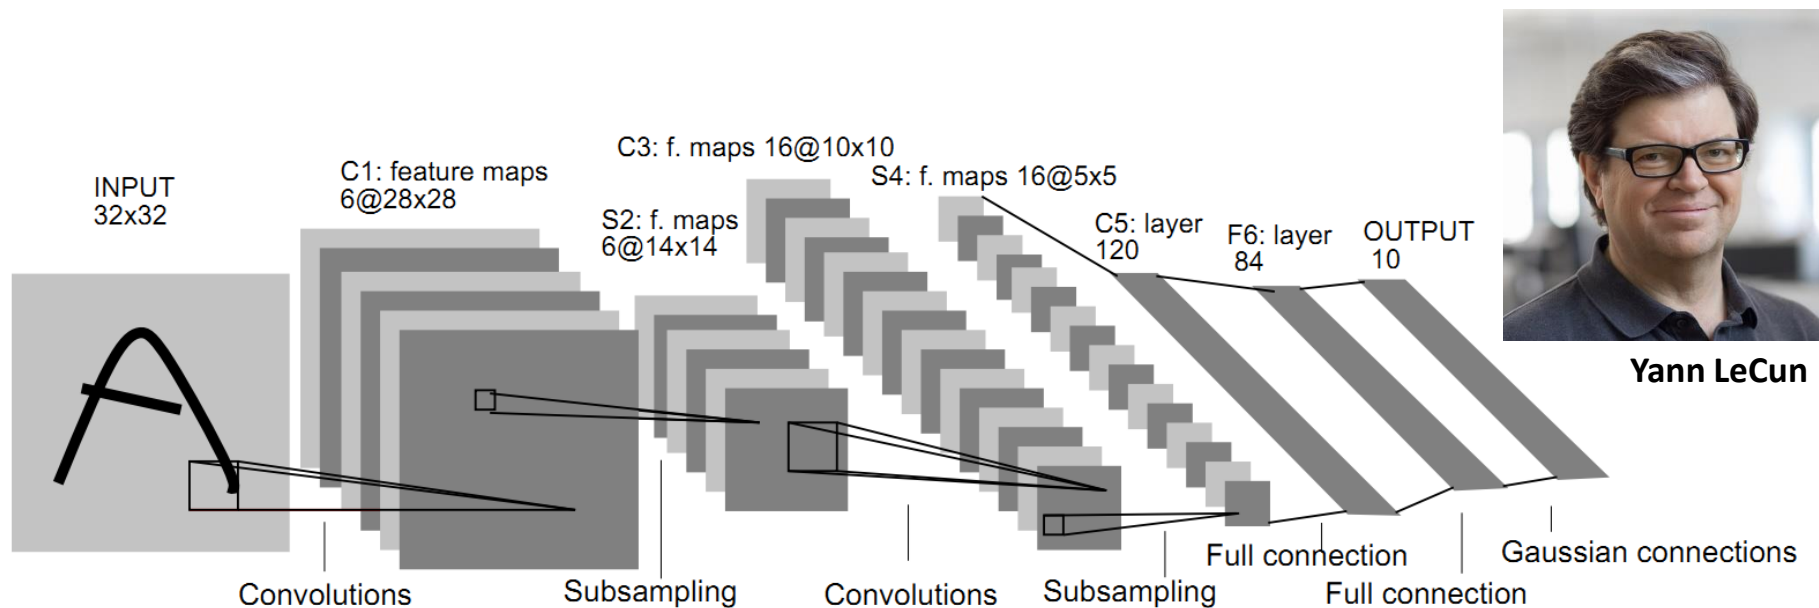 INPUT
32x32
C1: feature maps
6@28x28
S2: f. maps
6@14x14
C3: f. maps 16@10x10
S4: f. maps 16@5x5
C5: layer
120
F6: layer
84
OUTPUT
10
Yann LeCun
Convolutions
Subsampling
Convolutions
Subsampling
Full connection
Full connection
Gaussian connections
A